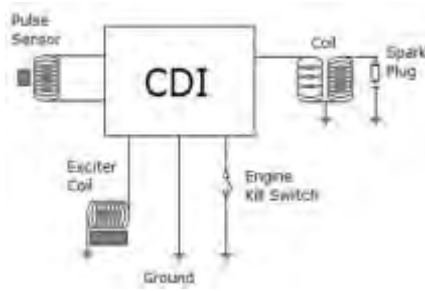 Pulse
Sensor
CDI
Coil
Spark
Plug
Exciter
Coil
Engine
Kill Switch
Ground